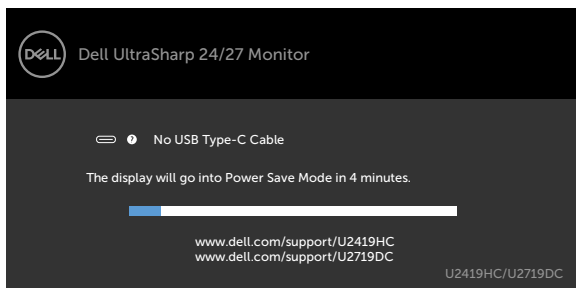 DELL
Dell UltraSharp 24/27 Monitor
? No USB Type-C Cable
The display will go into Power Save Mode in 4 minutes.
www.dell.com/support/U2419HC
www.dell.com/support/U2719DC
U2419HC/U2719DC